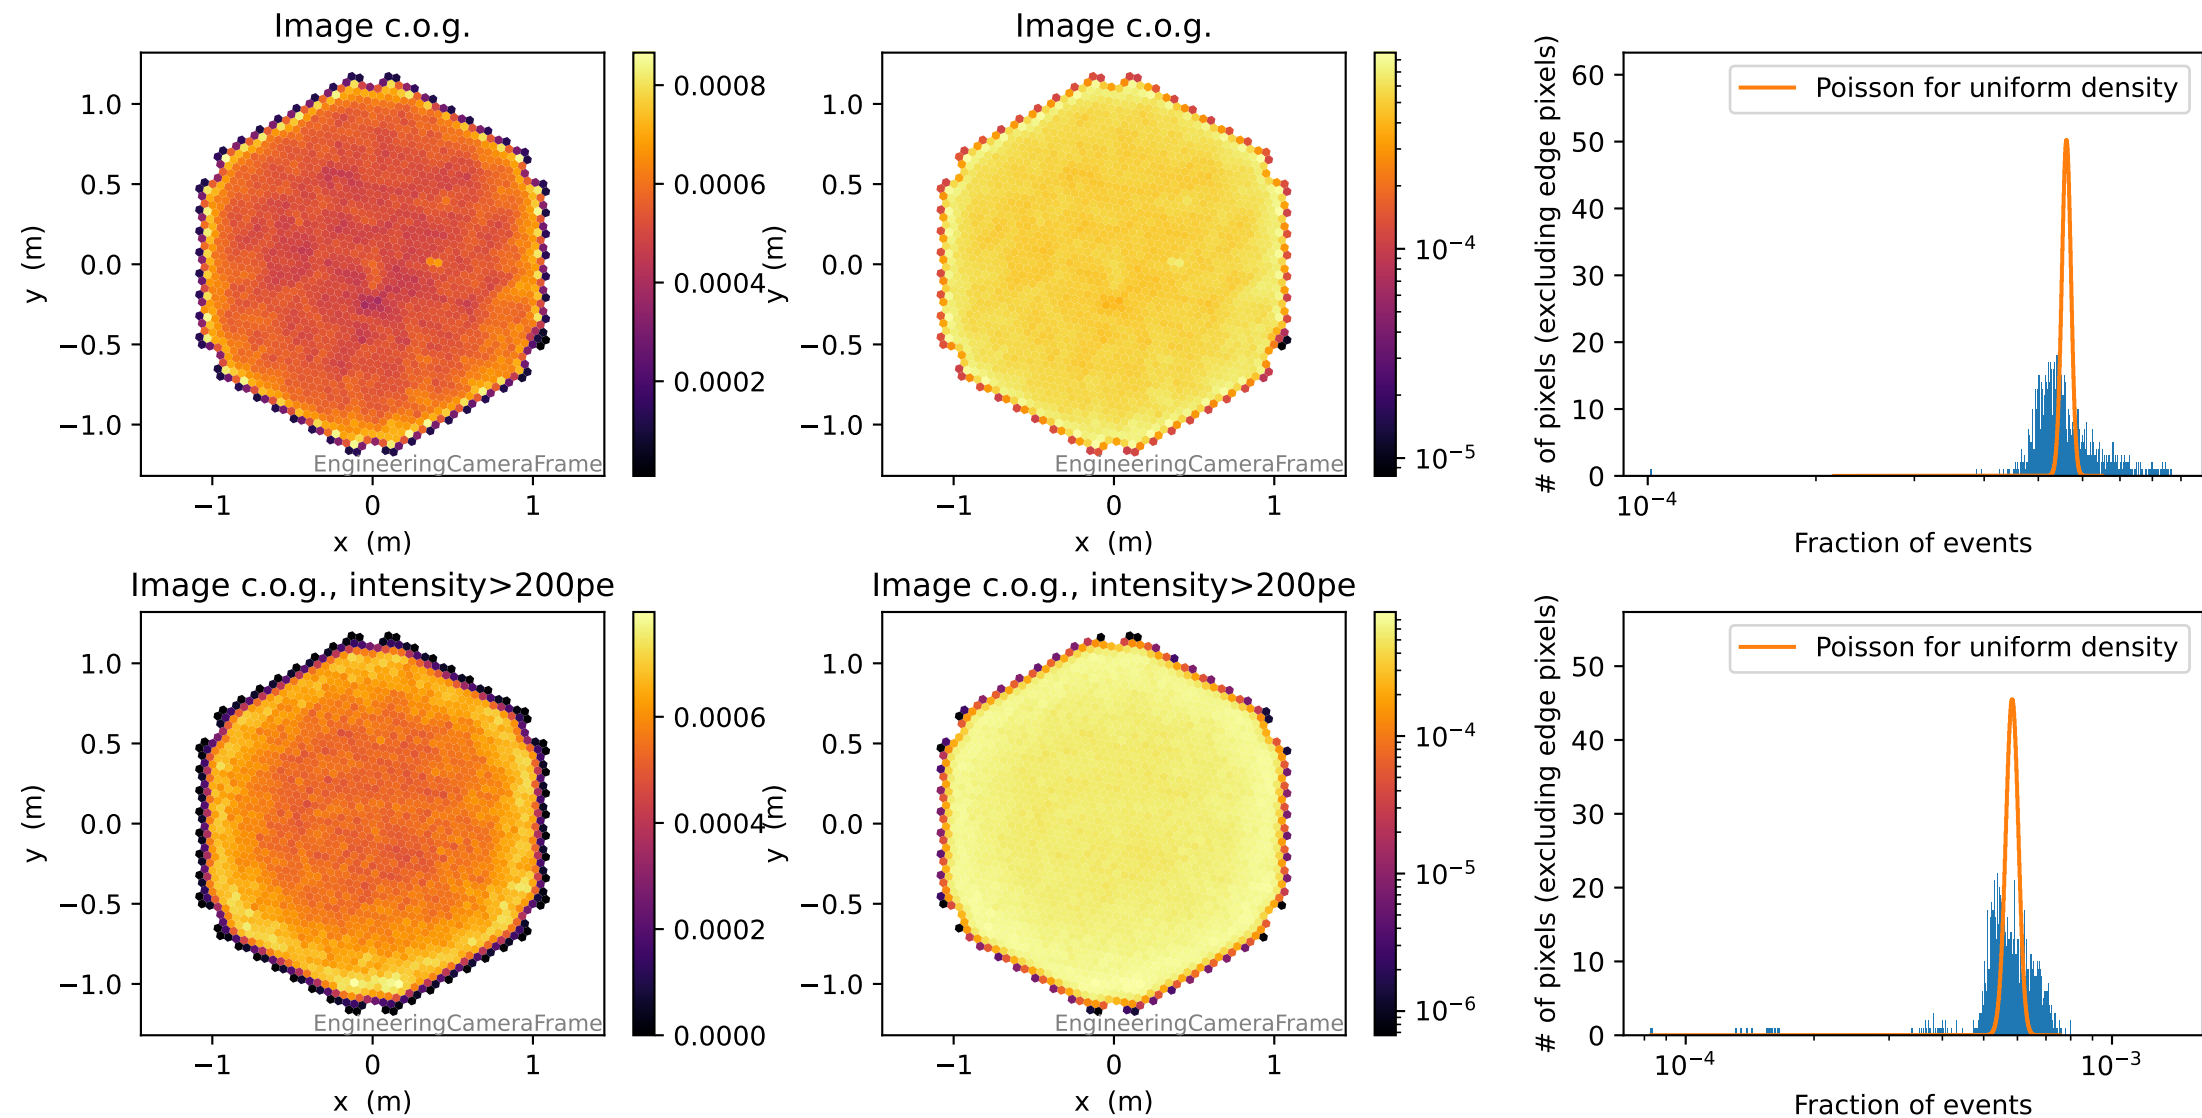 Image c.o.g.
1.0
0.5
0.0
−0.5
−1.0
y (m)
−1
0
1
x (m)
EngineeringCameraFrame
0.0008
0.0006
0.0004
0.0002
Image c.o.g.
1.0
0.5
0.0
−0.5
−1.0
y (m)
−1
0
1
x (m)
EngineeringCameraFrame
10⁻⁴
10⁻⁵
# of pixels (excluding edge pixels)
60
50
40
30
20
10
0
Poisson for uniform density
10⁻⁴
Fraction of events
Image c.o.g., intensity>200pe
1.0
0.5
0.0
−0.5
−1.0
y (m)
−1
0
1
x (m)
EngineeringCameraFrame
0.0006
0.0004
0.0002
0.0000
Image c.o.g., intensity>200pe
1.0
0.5
0.0
−0.5
−1.0
y (m)
−1
0
1
x (m)
EngineeringCameraFrame
10⁻⁴
10⁻⁵
10⁻⁶
# of pixels (excluding edge pixels)
50
40
30
20
10
0
Poisson for uniform density
10⁻⁴
10⁻³
Fraction of events